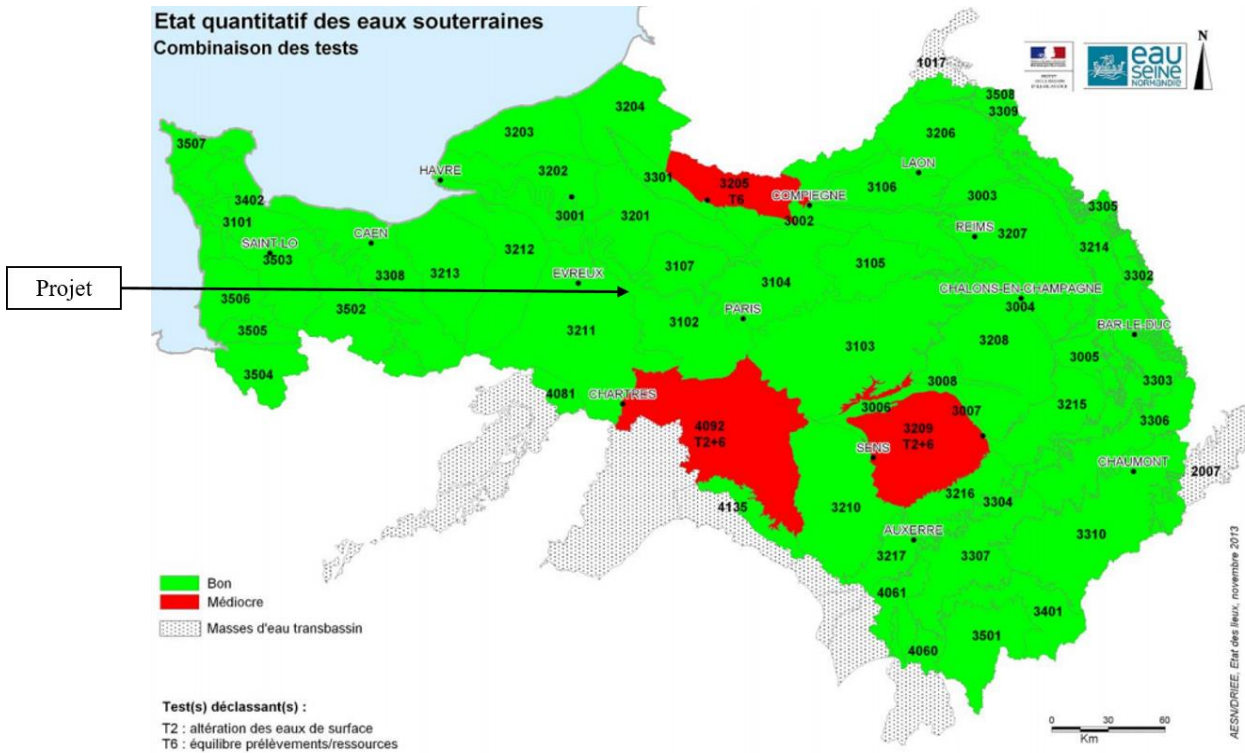 Etat quantitatif des eaux souterraines
Combinaison des tests
N
eau
SEINE
NORMANDIE
1017
3508
3309
3204
3203
3206
3507
LAON
HAVRE
3202
3301
3205
T6
COMPIEGNE
3106
3003
3402
3001
3201
3002
3305
3101
CAEN
REIMS
3207
SAINT-LO
3503
3212
3214
3308
3213
EVREUX
3107
3104
3105
3302
Projet
3506
3502
CHALONS-EN-CHAMPAGNE
3004
PARIS
3505
3211
3102
3103
3208
BAR-LE-DUC
3005
3504
4081
CHARTRES
3008
3303
3006
3007
3215
3306
4092
T2+6
3209
T2+6
SENS
CHAUMONT
2007
4135
3210
3216
3304
AUXERRE
3310
3217
3307
4061
3401
3501
4060
Bon
Médiocre
Masses d'eau transbassin
Test(s) déclassant(s) :
T2 : altération des eaux de surface
T6 : équilibre prélèvements/ressources
0 30 60
Km
AESN/DRIEE, Etat des lieux, novembre 2013